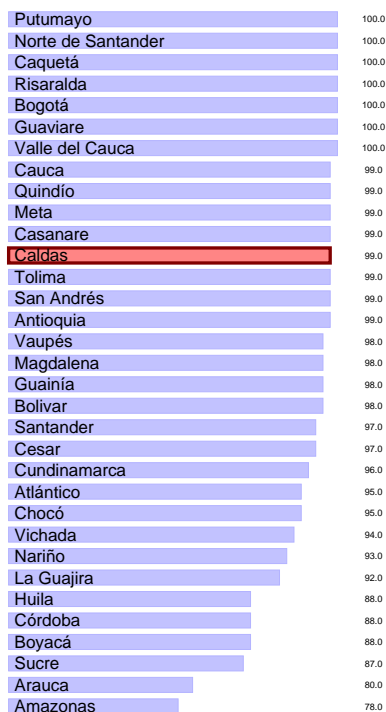 Putumayo 100.0
Norte de Santander 100.0
Caquetá 100.0
Risaralda 100.0
Bogotá 100.0
Guaviare 100.0
Valle del Cauca 100.0
Cauca 99.0
Quindío 99.0
Meta 99.0
Casanare 99.0
Caldas 99.0
Tolima 99.0
San Andrés 99.0
Antioquia 99.0
Vaupés 98.0
Magdalena 98.0
Guainía 98.0
Bolivar 98.0
Santander 97.0
Cesar 97.0
Cundinamarca 96.0
Atlántico 95.0
Chocó 95.0
Vichada 94.0
Nariño 93.0
La Guajira 92.0
Huila 88.0
Córdoba 88.0
Boyacá 88.0
Sucre 87.0
Arauca 80.0
Amazonas 78.0